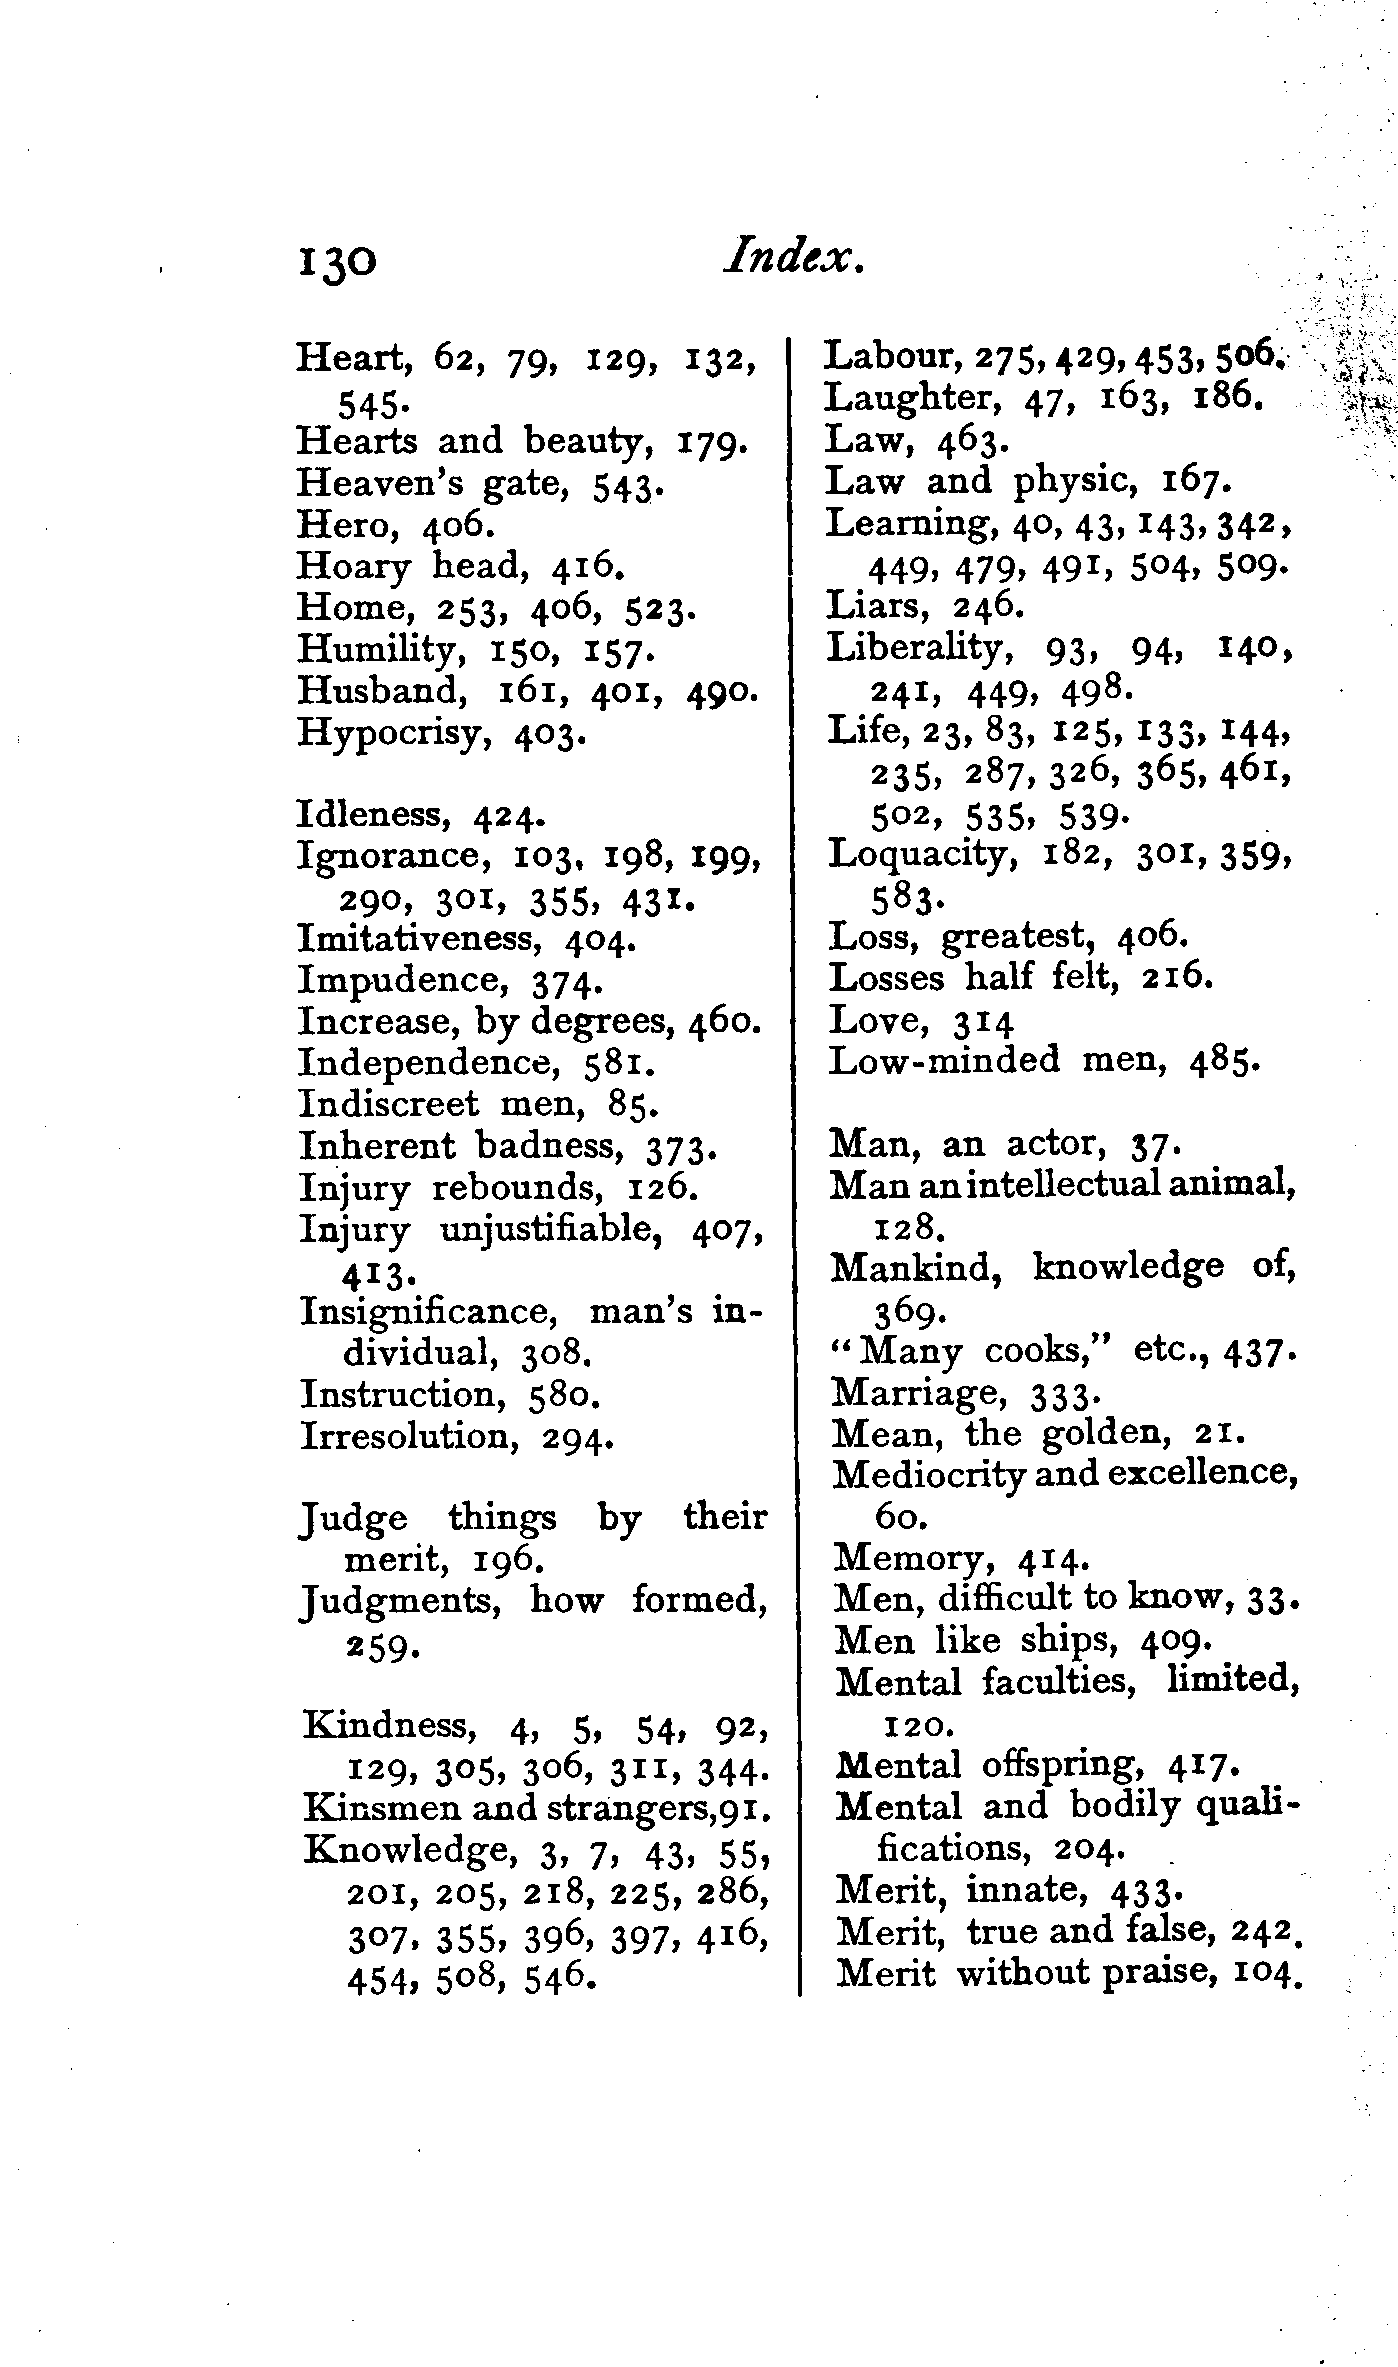 130 Index.
Heart, 62, 79, 129, 132,
545.
Hearts and beauty, 179.
Heaven's gate, 543.
Hero, 406.
Hoary head, 416.
Home, 253, 406, 523.
Humility, 150, 157.
Husband, 161, 401, 490.
Hypocrisy, 403.
Idleness, 424.
Ignorance, 103, 198, 199,
290, 301, 355, 431.
Imitativeness, 404.
Impudence, 374.
Increase, by degrees, 460.
Independence, 581.
Indiscreet men, 85.
Inherent badness, 373.
Injury rebounds, 126.
Injury unjustifiable, 407,
413.
Insignificance, man's in-
dividual, 308.
Instruction, 580.
Irresolution, 294.
Judge things by their
merit, 196.
Judgments, how formed,
259.
Kindness, 4, 5, 54, 92,
129, 305, 306, 311, 344.
Kinsmen and strangers,91.
Knowledge, 3, 7, 43, 55,
201, 205, 218, 225, 286,
307, 355, 396, 397, 416,
454, 508, 546.
Labour, 275, 429, 453, 506.
Laughter, 47, 163, 186.
Law, 463.
Law and physic, 167.
Learning, 40, 43, 143, 342,
449, 479, 491, 504, 509.
Liars, 246.
Liberality, 93, 94, 140,
241, 449, 498.
Life, 23, 83, 125, 133, 144,
235, 287, 326, 365, 461,
502, 535, 539.
Loquacity, 182, 301, 359,
583.
Loss, greatest, 406.
Losses half felt, 216.
Love, 314
Low-minded men, 485.
Man, an actor, 37.
Man an intellectual animal,
128.
Mankind, knowledge of,
369.
"Many cooks," etc., 437.
Marriage, 333.
Mean, the golden, 21.
Mediocrity and excellence,
60.
Memory, 414.
Men, difficult to know, 33.
Men like ships, 409.
Mental faculties, limited,
120.
Mental offspring, 417.
Mental and bodily quali-
fications, 204.
Merit, innate, 433.
Merit, true and false, 242.
Merit without praise, 104.